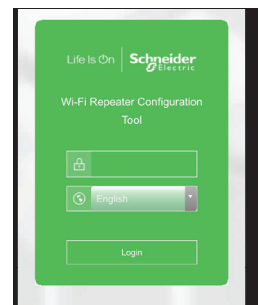 Life Is On Schneider
Electric
Wi-Fi Repeater Configuration
Tool
English
Login